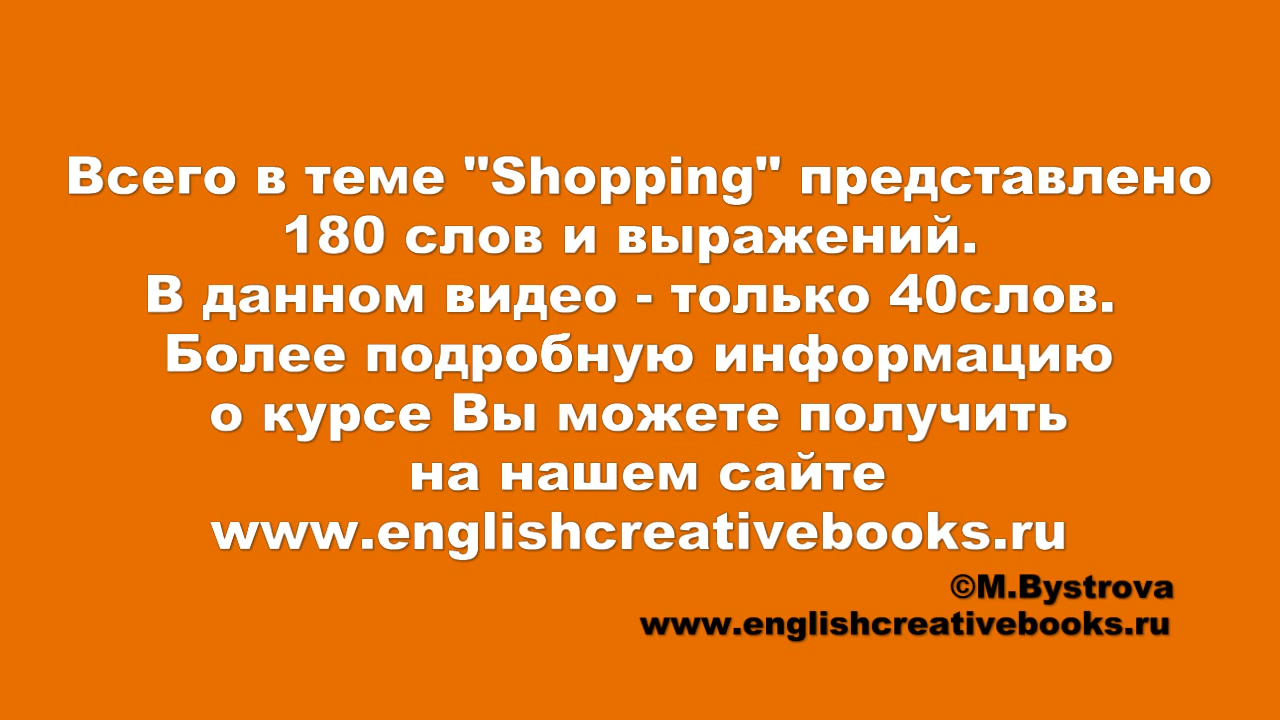 Всего в теме "Shopping" представлено
180 слов и выражений.
В данном видео - только 40слов.
Более подробную информацию
о курсе Вы можете получить
на нашем сайте
www.englishcreativebooks.ru
©M.Bystrova
www.englishcreativebooks.ru